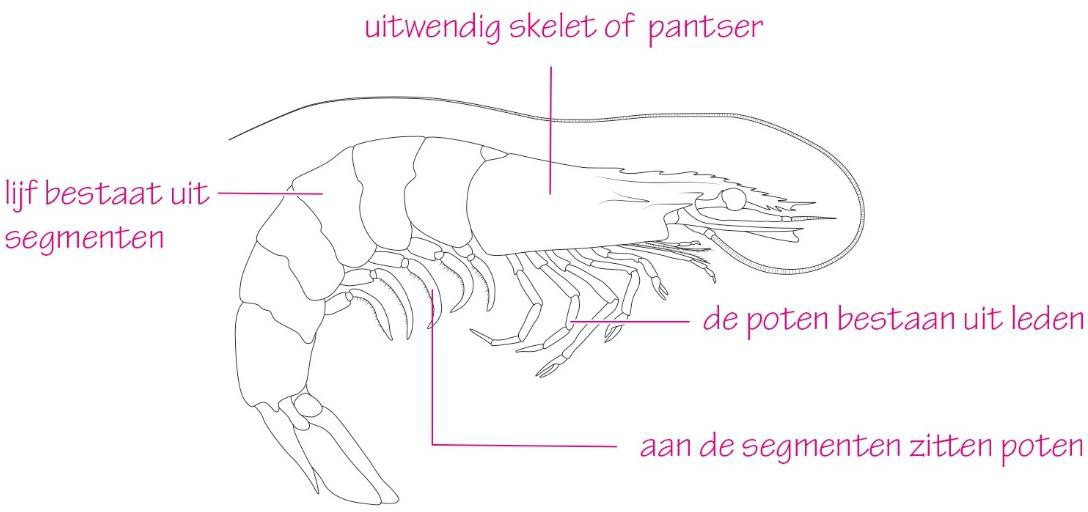 uitwendig skelet of pantser
lijf bestaat uit
segmenten
de poten bestaan uit leden
aan de segmenten zitten poten